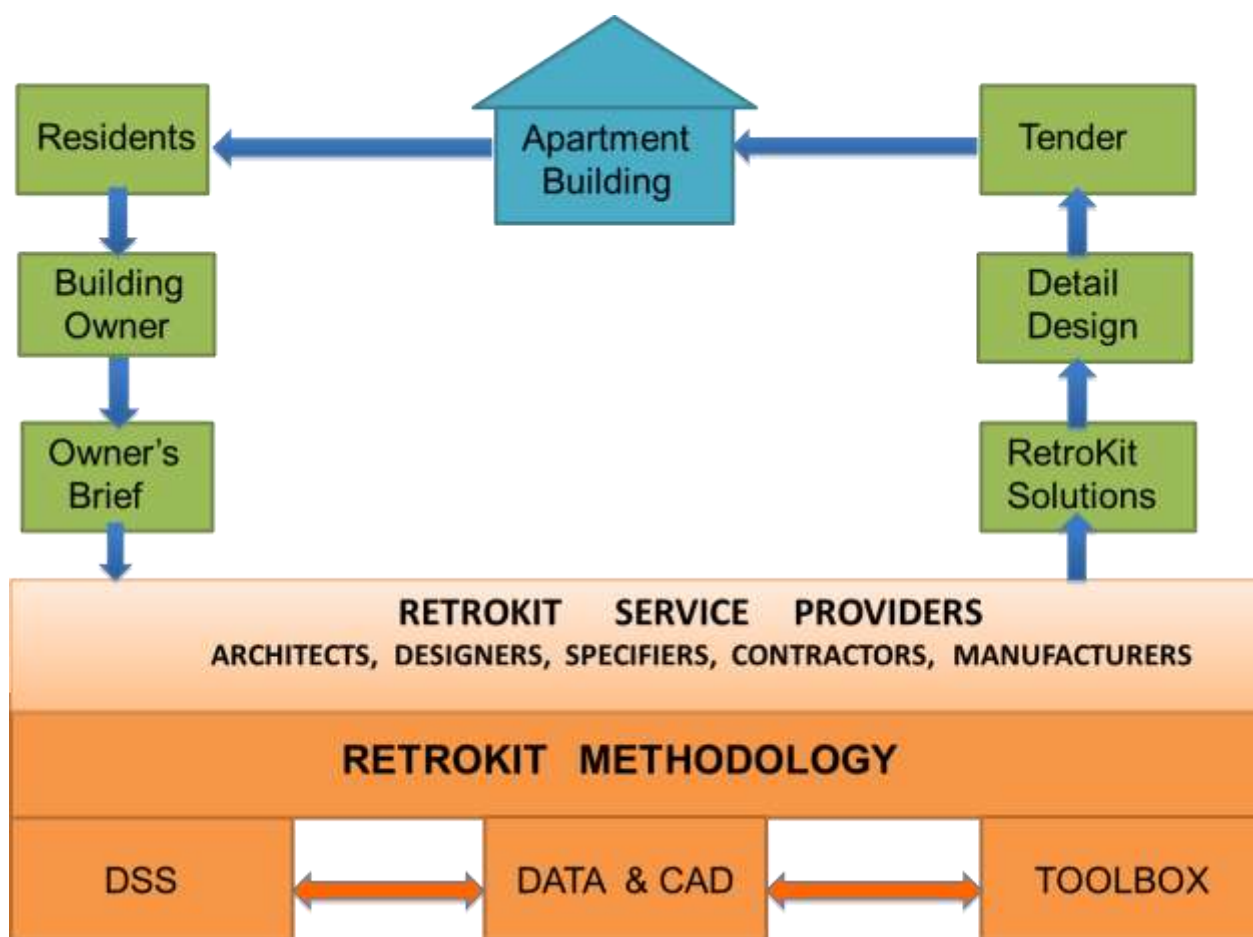 Residents
Apartment
Building
Tender
Building
Owner
Detail
Design
Owner's
Brief
RetroKit
Solutions
RETROKIT SERVICE PROVIDERS
ARCHITECTS, DESIGNERS, SPECIFIERS, CONTRACTORS, MANUFACTURERS
RETROKIT METHODOLOGY
DSS
DATA & CAD
TOOLBOX